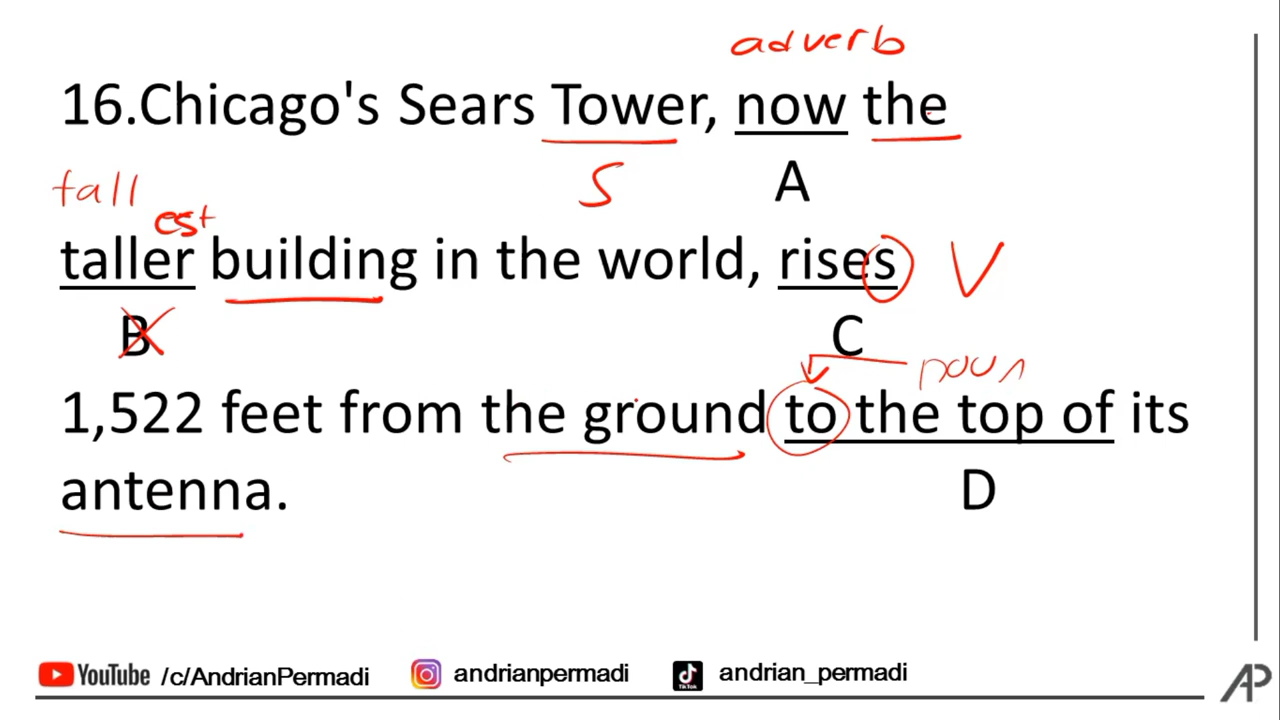 adverb
16.Chicago's Sears Tower, now the
S A
tall
est
taller building in the world, rises V
B C
noun
1,522 feet from the ground to the top of its
antenna. D
YouTube /c/AndrianPermadi andrianpermadi TikTok andrian_permadi AP